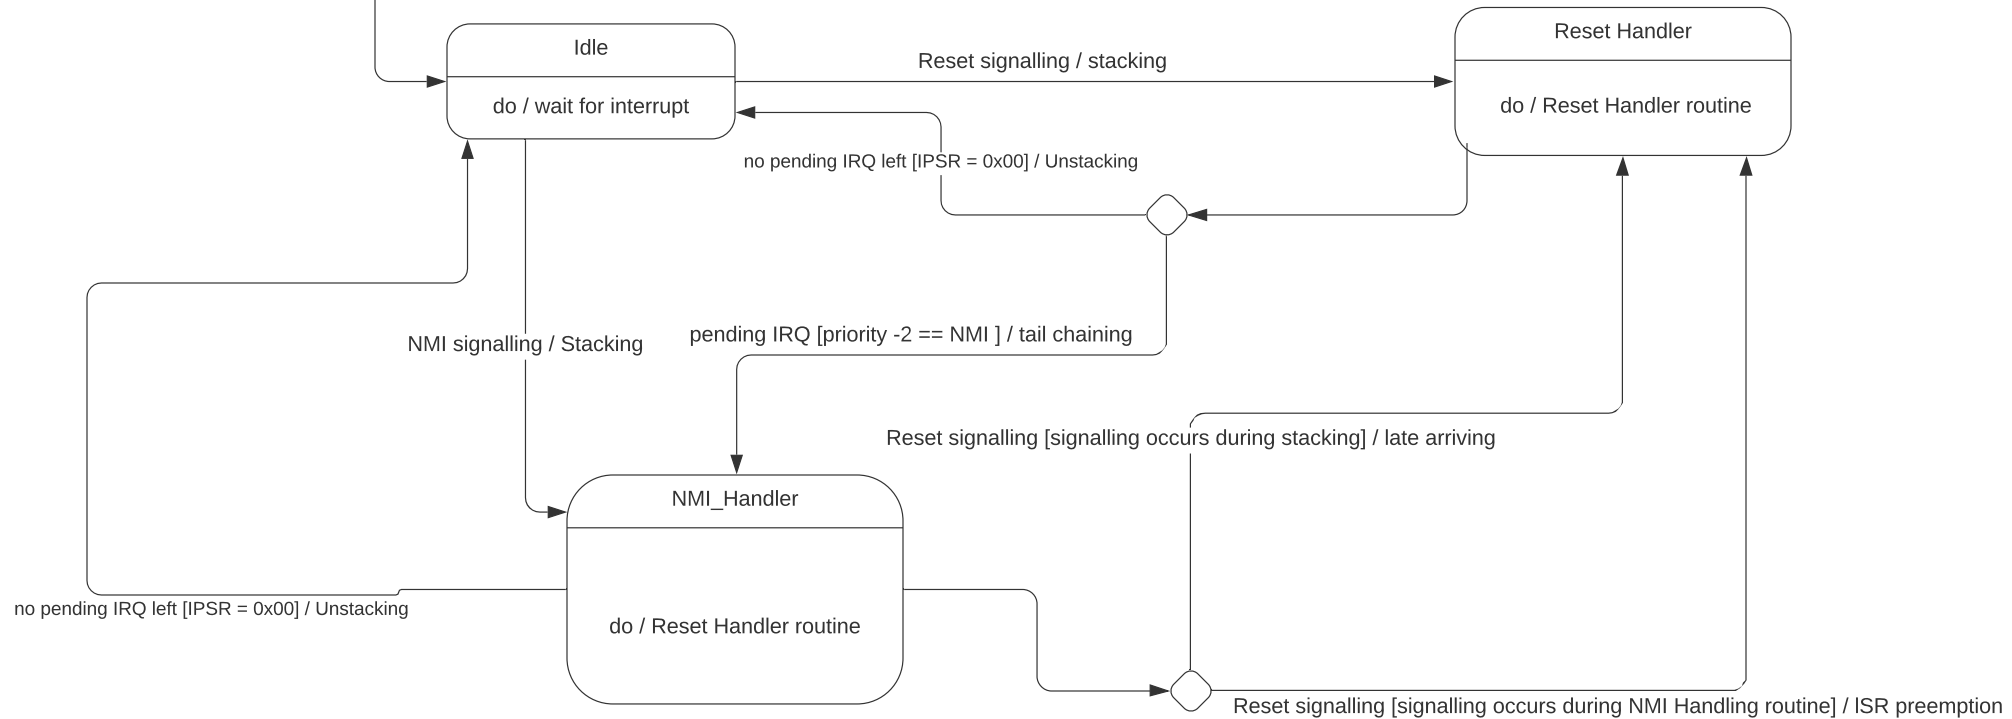 Idle
Reset Handler
Reset signalling / stacking
do / wait for interrupt
do / Reset Handler routine
no pending IRQ left [IPSR = 0x00] / Unstacking
NMI signalling / Stacking
pending IRQ [priority -2 == NMI ] / tail chaining
Reset signalling [signalling occurs during stacking] / late arriving
NMI_Handler
no pending IRQ left [IPSR = 0x00] / Unstacking
do / Reset Handler routine
Reset signalling [signalling occurs during NMI Handling routine] / ISR preemption